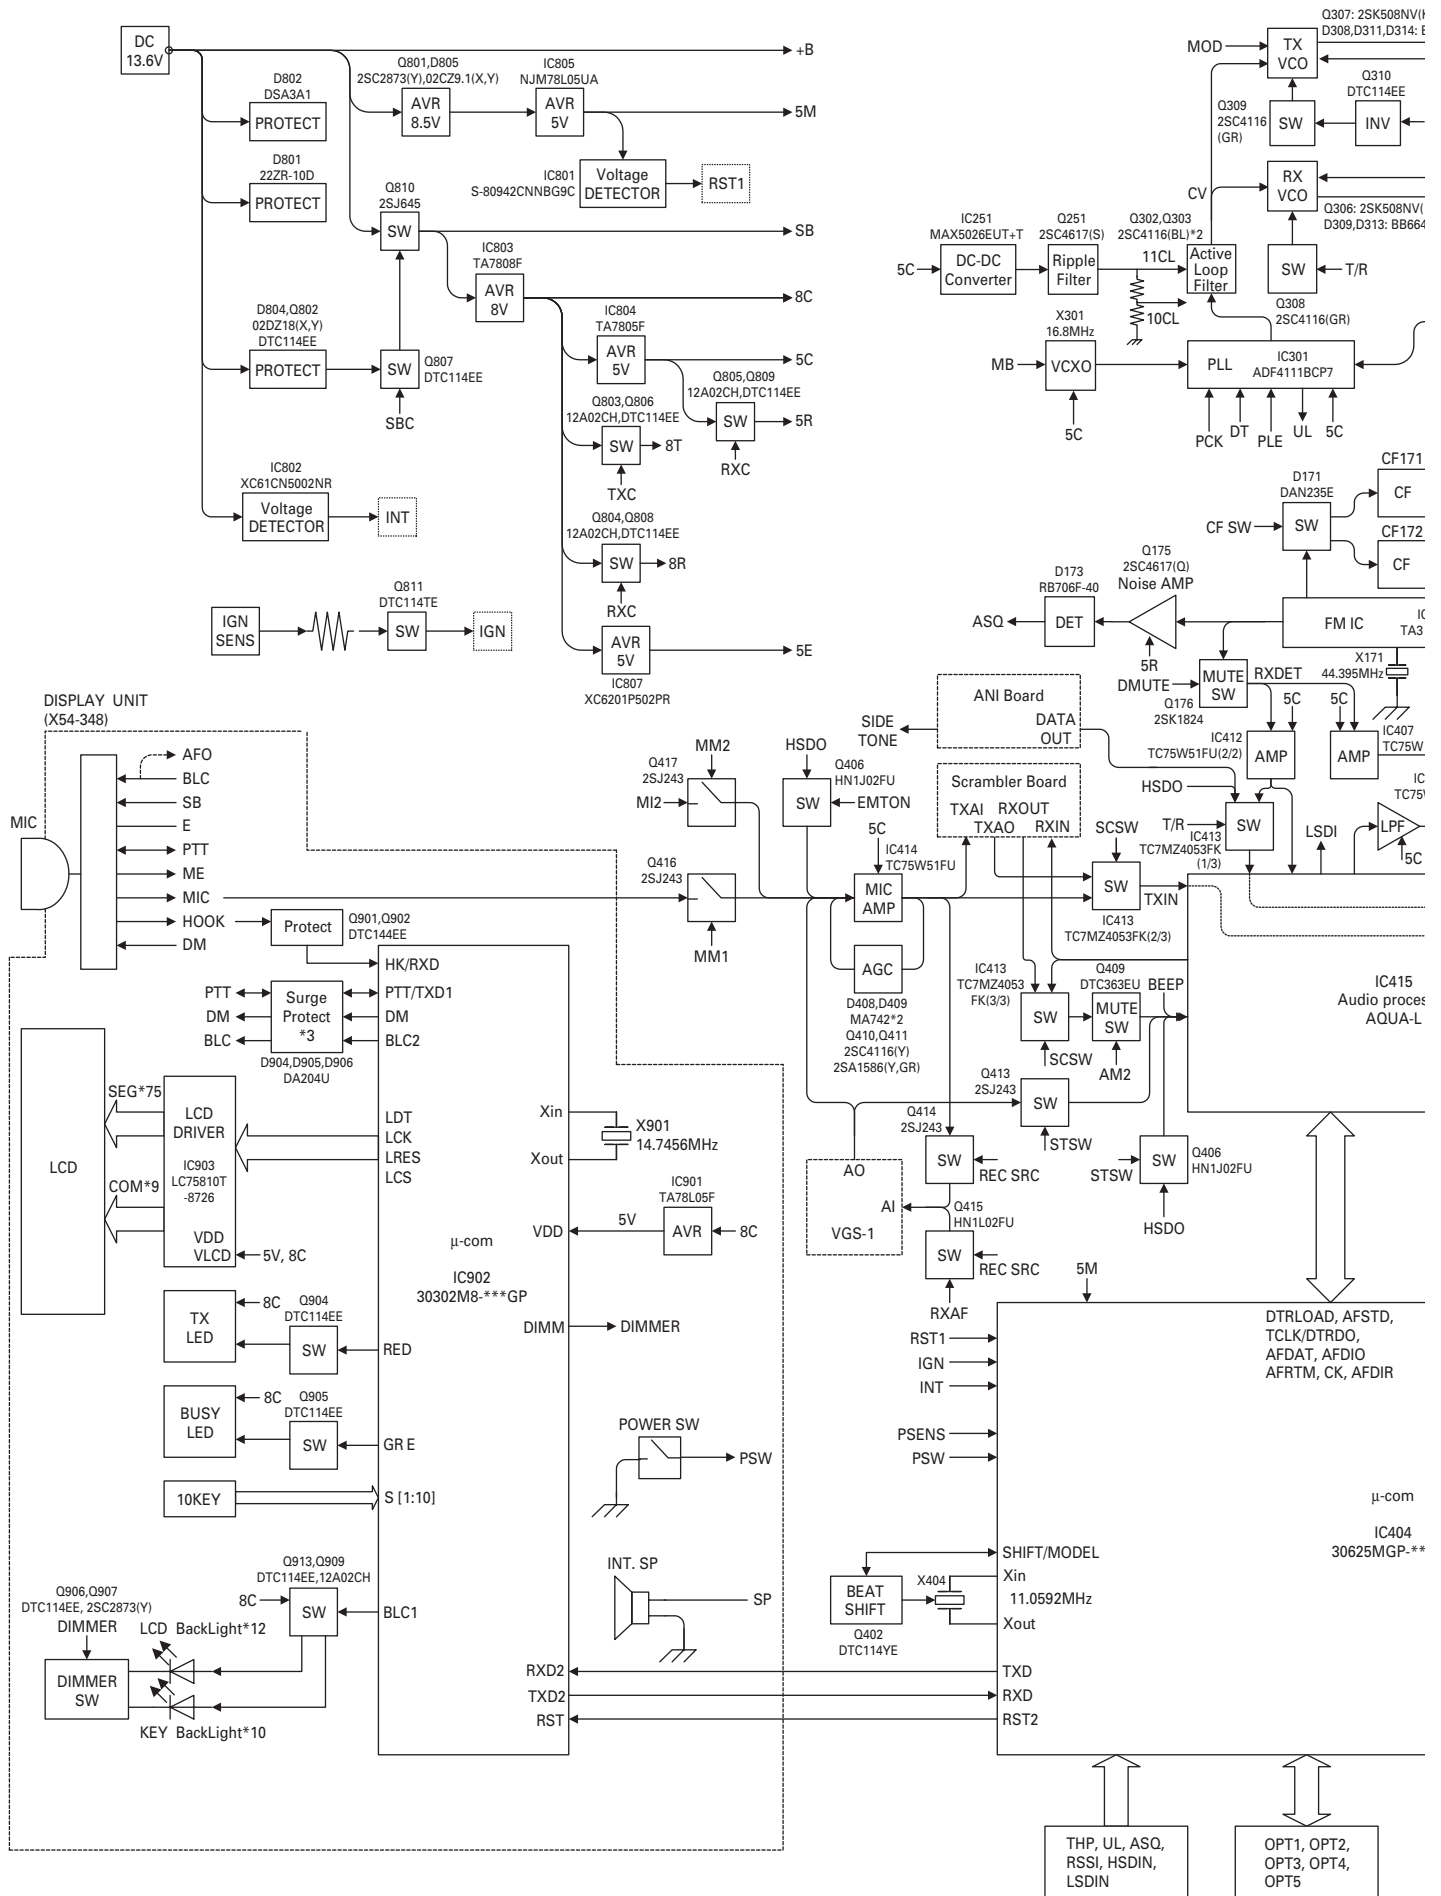 DC
13.6V
+B
Q801,D805
2SC2873(Y),02CZ9.1(X,Y)
AVR
8.5V
IC805
NJM78L05UA
AVR
5V
5M
D802
DSA3A1
PROTECT
D801
22ZR-10D
PROTECT
IC801
S-80942CNNBG9C
Voltage
DETECTOR
RST1
Q810
2SJ645
SW
SB
IC803
TA7808F
AVR
8V
8C
D804,Q802
02DZ18(X,Y)
DTC114EE
PROTECT
SW
Q807
DTC114EE
SBC
IC804
TA7805F
AVR
5V
5C
Q805,Q809
12A02CH,DTC114EE
SW
5R
RXC
Q803,Q806
12A02CH,DTC114EE
SW
8T
TXC
IC802
XC61CN5002NR
Voltage
DETECTOR
INT
Q804,Q808
12A02CH,DTC114EE
SW
8R
RXC
IGN
SENS
Q811
DTC114TE
SW
IGN
AVR
5V
5E
IC807
XC6201P502PR
Q307: 2SK508NV(
D308,D311,D314:
MOD
TX
VCO
Q310
DTC114EE
Q309
2SC4116
(GR)
SW
INV
RX
VCO
CV
Q306: 2SK508NV(
D309,D313: BB664
IC251
MAX5026EUT+T
Q251
2SC4617(S)
Q302,Q303
2SC4116(BL)*2
5C
DC-DC
Converter
Ripple
Filter
11CL
10CL
Active
Loop
Filter
SW
T/R
Q308
2SC4116(GR)
X301
16.8MHz
MB
VCXO
5C
PLL
IC301
ADF4111BCP7
PCK
DT
PLE
UL
5C
CF171
CF
CF172
CF
D171
DAN235E
CF SW
SW
Q175
2SC4617(Q)
Noise AMP
D173
RB706F-40
ASQ
DET
5R
FM IC
TA3
X171
44.395MHz
DMUTE
MUTE
SW
RXDET
Q176
2SK1824
5C
5C
IC412
TC75W51FU(2/2)
AMP
AMP
IC407
TC75W
DISPLAY UNIT
(X54-348)
MIC
AFO
BLC
SB
E
PTT
ME
MIC
HOOK
DM
Q901,Q902
DTC144EE
Protect
HK/RXD
PTT
DM
BLC
Surge
Protect
*3
PTT/TXD1
DM
BLC2
D904,D905,D906
DA204U
ANI Board
DATA
OUT
SIDE
TONE
MM2
Q417
2SJ243
MI2
HSDO
Q406
HN1J02FU
SW
EMTON
Scrambler Board
TXAI RXOUT
TXAO RXIN
HSDO
T/R
SW
IC413
TC7MZ4053FK
(1/3)
LSDI
IC
TC75
LPF
5C
Q416
2SJ243
MM1
5C
IC414
TC75W51FU
MIC
AMP
AGC
D408,D409
MA742*2
Q410,Q411
2SC4116(Y)
2SA1586(Y,GR)
SCSW
SW
TXIN
IC413
TC7MZ4053FK(2/3)
IC413
TC7MZ4053
FK(3/3)
SW
SCSW
Q409
DTC363EU
BEEP
MUTE
SW
AM2
IC415
Audio proces
AQUA-L
Q413
2SJ243
SW
STSW
Q414
2SJ243
SW
REC SRC
STSW
SW
Q406
HN1J02FU
HSDO
AO
AI
VGS-1
Q415
HN1L02FU
SW
REC SRC
RXAF
LCD
SEG*75
COM*9
LCD
DRIVER
IC903
LC75810T
-8726
VDD
VLCD
5V, 8C
LDT
LCK
LRES
LCS
Xin
Xout
X901
14.7456MHz
IC901
TA78L05F
VDD
5V
AVR
8C
µ-com
IC902
30302M8-***GP
DIMM
DIMMER
TX
LED
8C
Q904
DTC114EE
SW
RED
BUSY
LED
8C
Q905
DTC114EE
SW
GRE
10KEY
S [1:10]
POWER SW
PSW
INT. SP
SP
Q913,Q909
DTC114EE,12A02CH
Q906,Q907
DTC114EE, 2SC2873(Y)
8C
SW
BLC1
DIMMER
LCD BackLight*12
DIMMER
SW
KEY BackLight*10
RXD2
TXD2
RST
5M
DTRLOAD, AFSTD,
TCLK/DTRDO,
AFDAT, AFDIO
AFRTM, CK, AFDIR
RST1
IGN
INT
PSENS
PSW
µ-com
IC404
30625MGP-**
SHIFT/MODEL
BEAT
SHIFT
Q402
DTC114YE
X404
Xin
11.0592MHz
Xout
TXD
RXD
RST2
THP, UL, ASQ,
RSSI, HSDIN,
LSDIN
OPT1, OPT2,
OPT3, OPT4,
OPT5